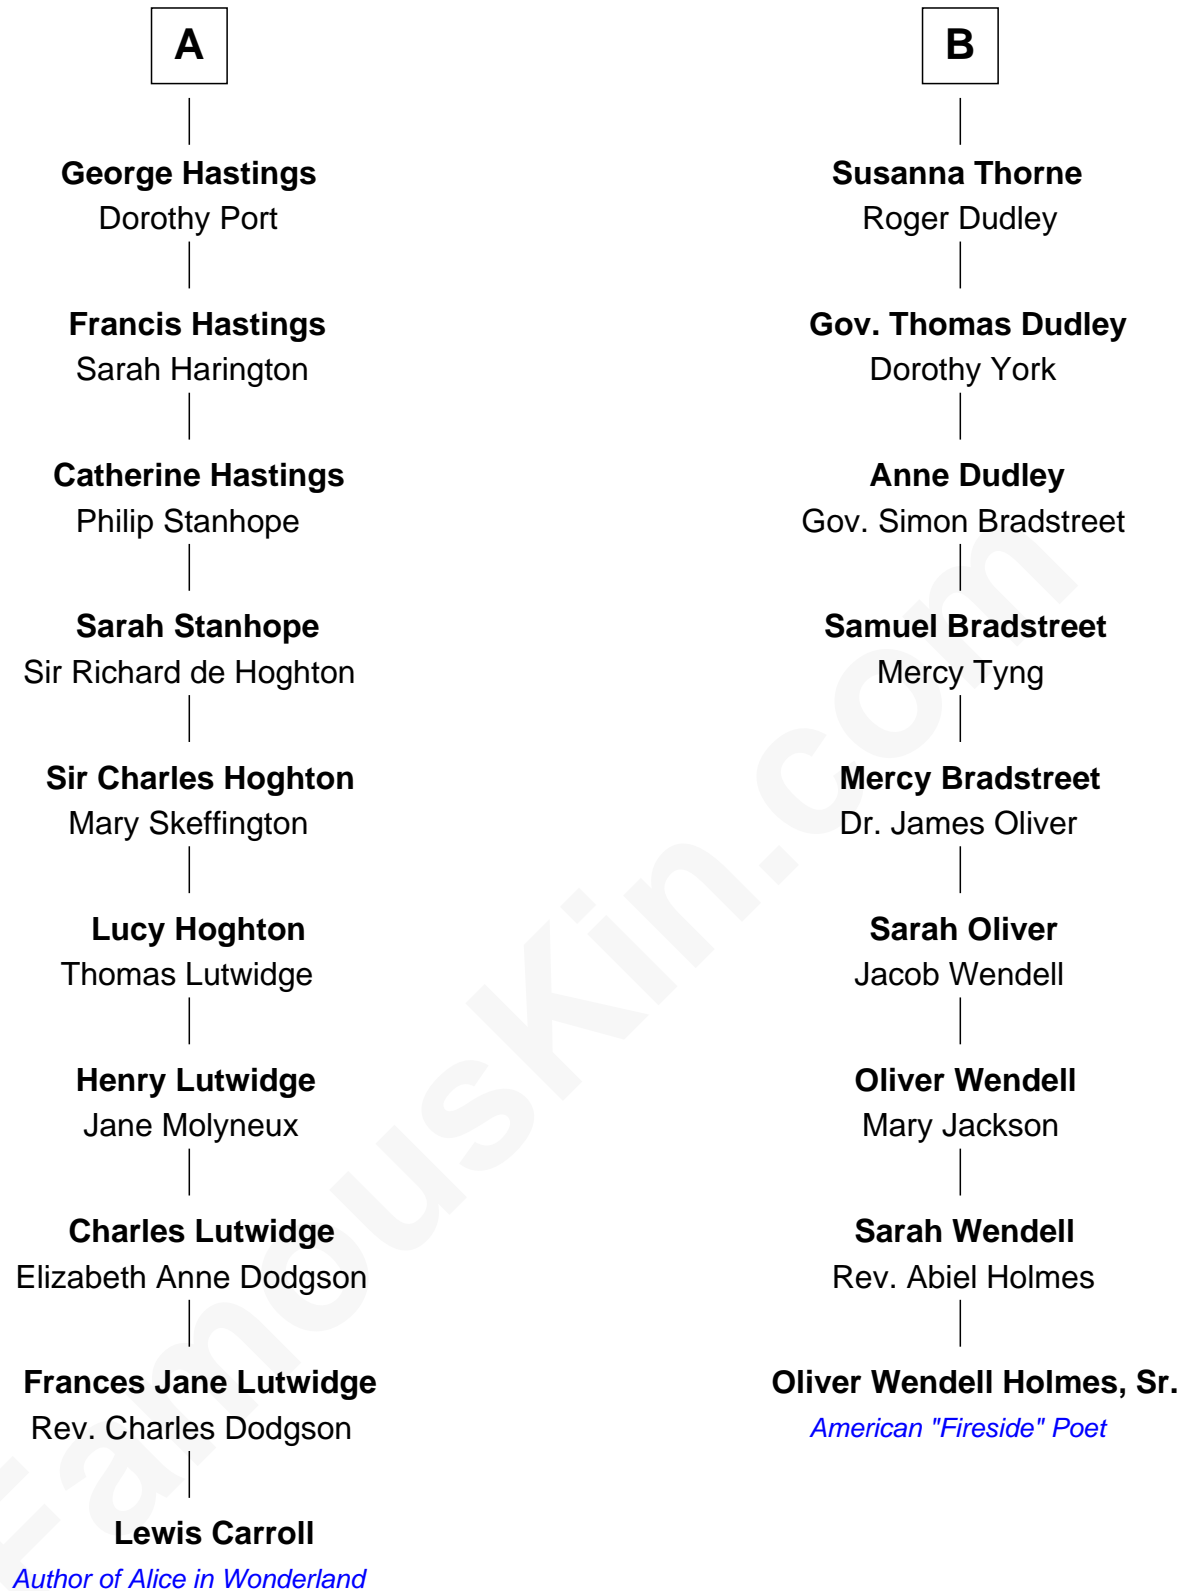 A
George Hastings
Dorothy Port
Francis Hastings
Sarah Harington
Catherine Hastings
Philip Stanhope
Sarah Stanhope
Sir Richard de Hoghton
Sir Charles Hoghton
Mary Skeffington
Lucy Hoghton
Thomas Lutwidge
Henry Lutwidge
Jane Molyneux
Charles Lutwidge
Elizabeth Anne Dodgson
Frances Jane Lutwidge
Rev. Charles Dodgson
Lewis Carroll
Author of Alice in Wonderland
B
Susanna Thorne
Roger Dudley
Gov. Thomas Dudley
Dorothy York
Anne Dudley
Gov. Simon Bradstreet
Samuel Bradstreet
Mercy Tyng
Mercy Bradstreet
Dr. James Oliver
Sarah Oliver
Jacob Wendell
Oliver Wendell
Mary Jackson
Sarah Wendell
Rev. Abiel Holmes
Oliver Wendell Holmes, Sr.
American "Fireside" Poet
FamousKin.com